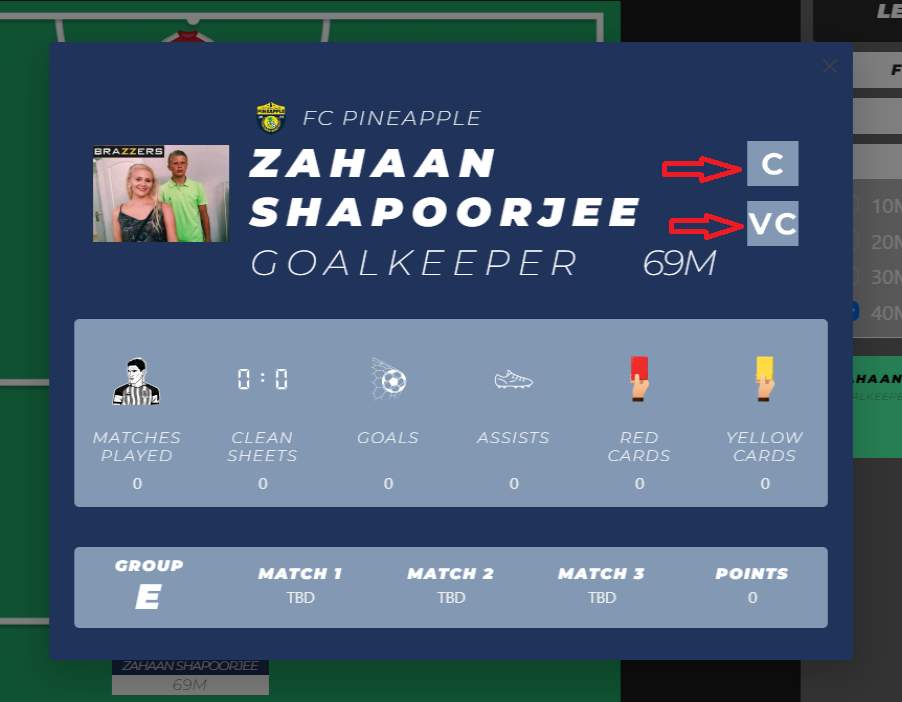 LE
F
FC PINEAPPLE
PINEAPPLE
BRAZZERS
ZAHAAN
SHAPOORJEE
GOALKEEPER 69M
C
VC
10M
20M
30M
40M
0 : 0
MATCHES
PLAYED
0
CLEAN
SHEETS
0
GOALS
0
ASSISTS
0
RED
CARDS
0
YELLOW
CARDS
0
AHAAN
ALKEEPE
GROUP
E
MATCH 1
TBD
MATCH 2
TBD
MATCH 3
TBD
POINTS
0
ZAHAAN SHAPOORJEE
69M